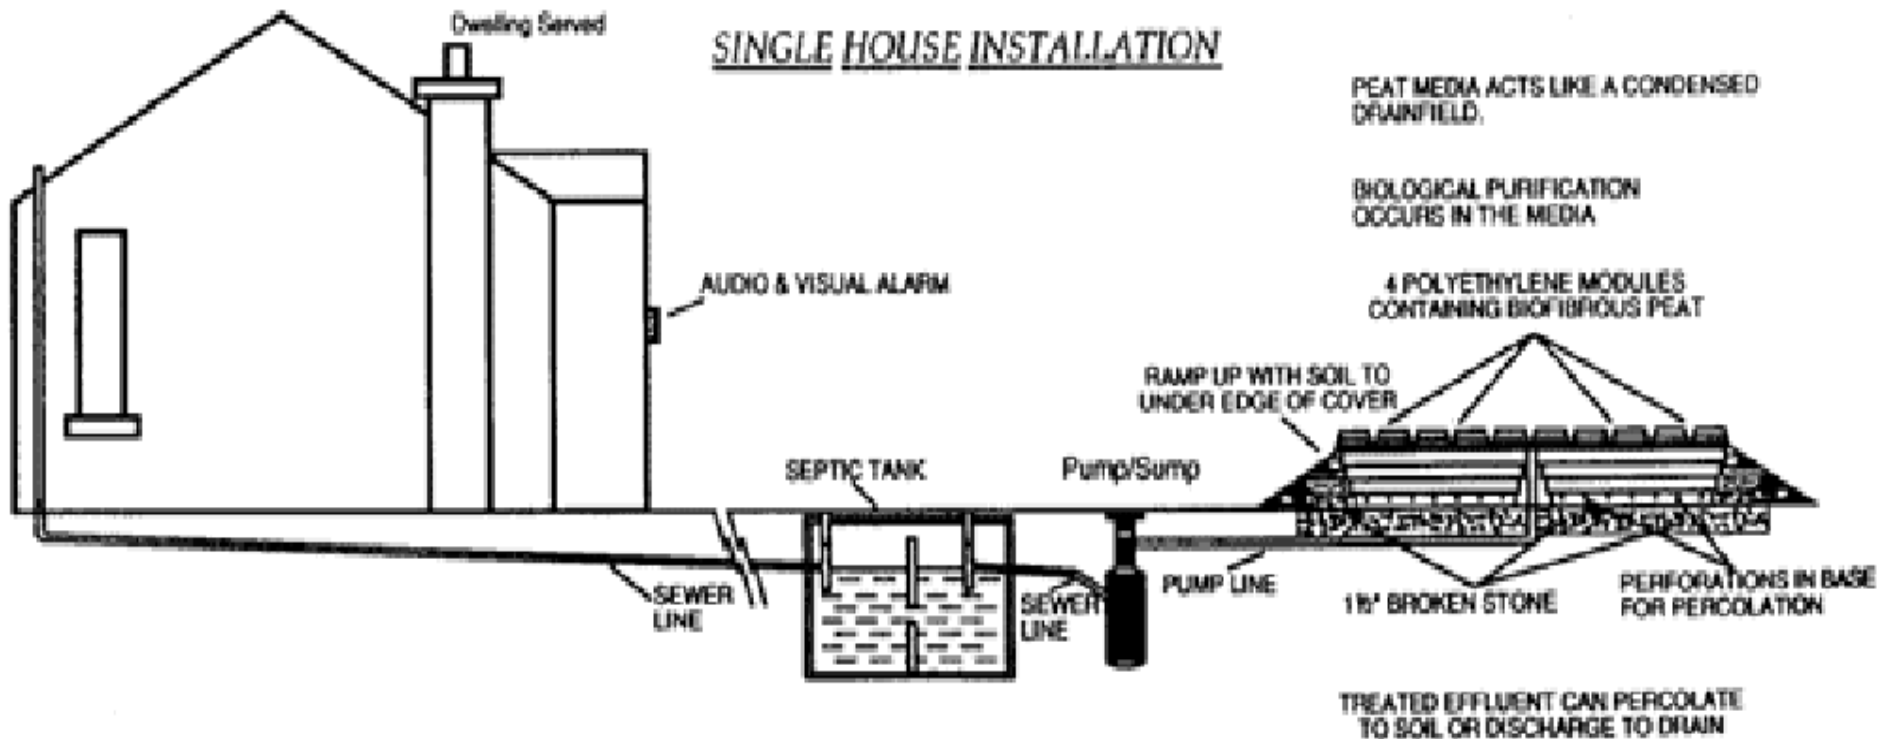 Dwelling Served
SINGLE HOUSE INSTALLATION
PEAT MEDIA ACTS LIKE A CONDENSED
DRAINFIELD.
BIOLOGICAL PURIFICATION
OCCURS IN THE MEDIA
AUDIO & VISUAL ALARM
4 POLYETHYLENE MODULES
CONTAINING BIOFIBROUS PEAT
RAMP UP WITH SOIL TO
UNDER EDGE OF COVER
SEPTIC TANK
Pump/Sump
SEWER
LINE
SEWER
LINE
PUMP LINE
1½" BROKEN STONE
PERFORATIONS IN BASE
FOR PERCOLATION
TREATED EFFLUENT CAN PERCOLATE
TO SOIL OR DISCHARGE TO DRAIN